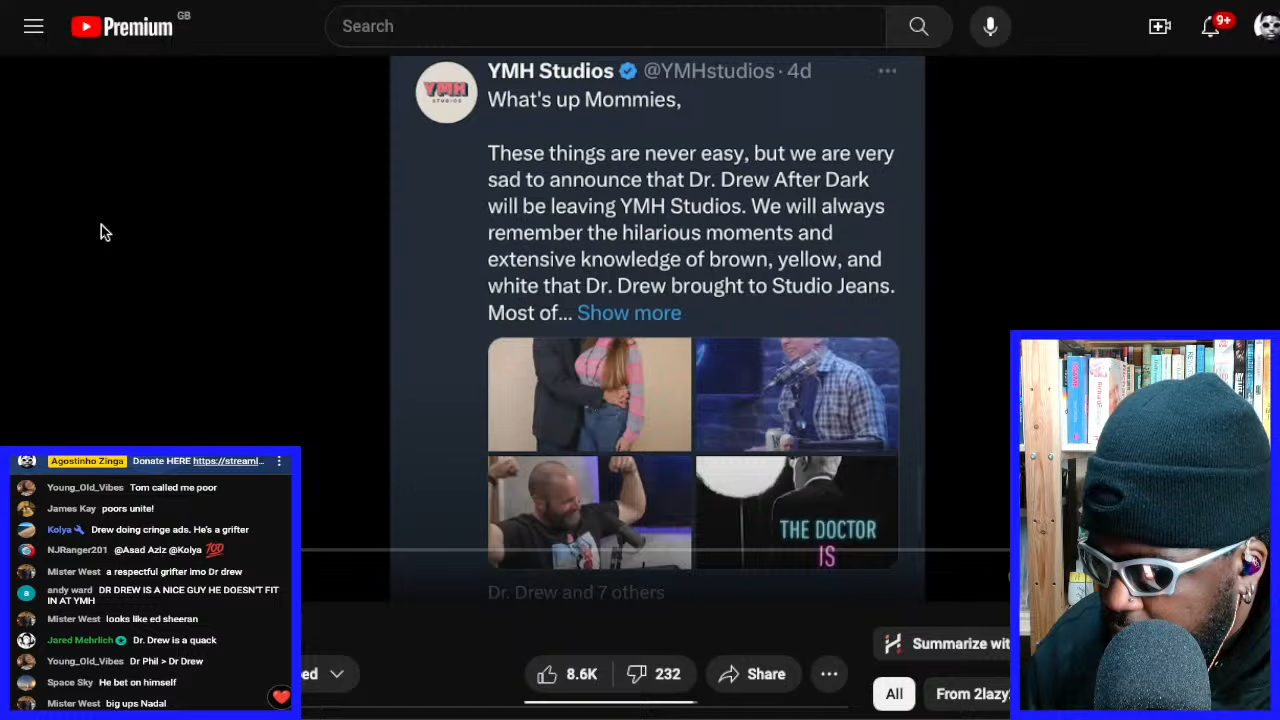 Premium GB
Search
9+
YMH Studios @YMHstudios · 4d
What's up Mommies,
These things are never easy, but we are very
sad to announce that Dr. Drew After Dark
will be leaving YMH Studios. We will always
remember the hilarious moments and
extensive knowledge of brown, yellow, and
white that Dr. Drew brought to Studio Jeans.
Most of... Show more
YMH
STUDIOS
THE DOCTOR
IS
Dr. Drew and 7 others
Agostinho Zinga Donate HERE https://streaml...
Young_Old_Vibes Tom called me poor
James Kay poors unite!
Kolya Drew doing cringe ads. He's a grifter
NJRanger201 @Asad Aziz @Kolya 💯
Mister West a respectful grifter imo Dr drew
andy ward DR DREW IS A NICE GUY HE DOESN'T FIT
IN AT YMH
Mister West looks like ed sheeran
Jared Mehrlich Dr. Drew is a quack
Young_Old_Vibes Dr Phil > Dr Drew
Space Sky He bet on himself
Mister West big ups Nadal
ed
8.6K
232
Share
Summarize wit
All
From 2lazy